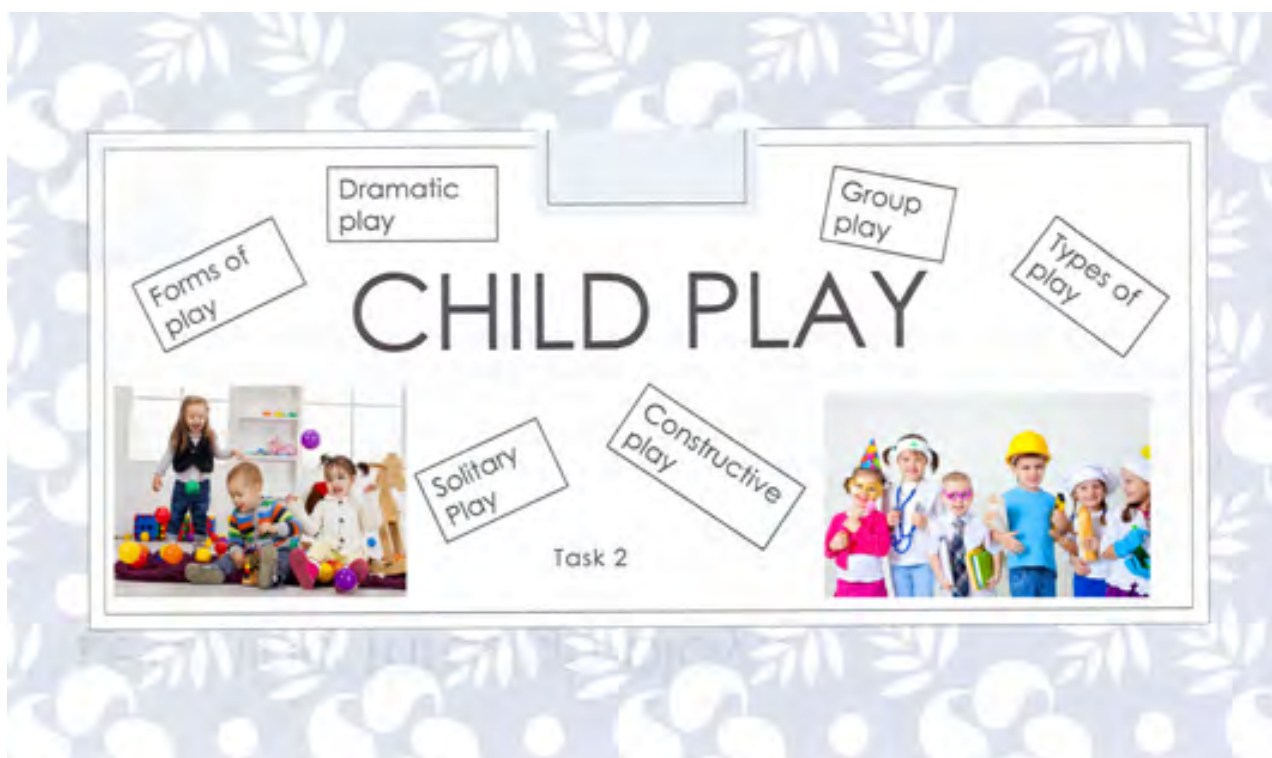 Dramatic
play
Group
play
Forms of
play
Types of
play
CHILD PLAY
Solitary
Play
Constructive
play
Task 2